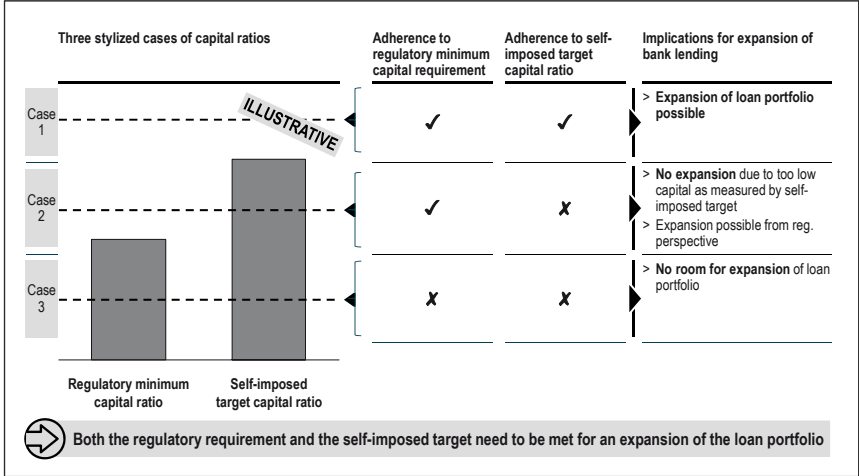 Three stylized cases of capital ratios
Adherence to
regulatory minimum
capital requirement
Adherence to self-
imposed target
capital ratio
Implications for expansion of
bank lending
Case
1
ILLUSTRATIVE
✓
✓
> Expansion of loan portfolio
possible
Case
2
✓
✗
> No expansion due to too low
capital as measured by self-
imposed target
> Expansion possible from reg.
perspective
Case
3
✗
✗
> No room for expansion of loan
portfolio
Regulatory minimum
capital ratio
Self-imposed
target capital ratio
Both the regulatory requirement and the self-imposed target need to be met for an expansion of the loan portfolio